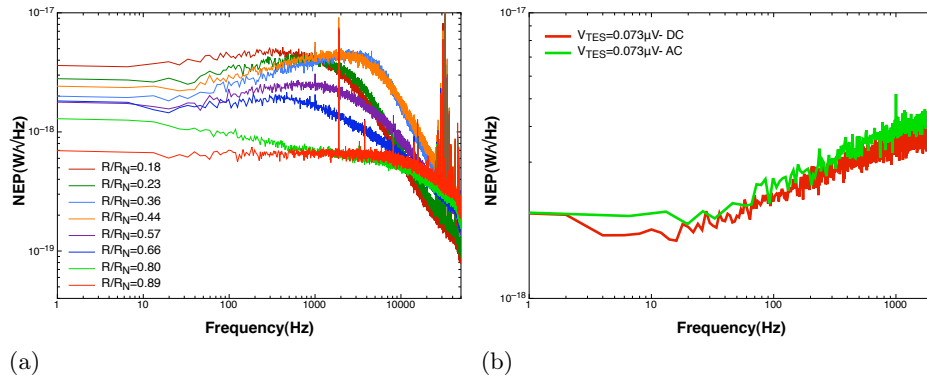 10⁻¹⁷
10⁻¹⁸
10⁻¹⁹
NEP(W/√Hz)
R/R_N=0.18
R/R_N=0.23
R/R_N=0.36
R/R_N=0.44
R/R_N=0.57
R/R_N=0.66
R/R_N=0.80
R/R_N=0.89
1 10 100 1000 10000
Frequency(Hz)
(a)
10⁻¹⁷
10⁻¹⁸
NEP(W/√Hz)
V_TES=0.073µV- DC
V_TES=0.073µV- AC
1 10 100 1000
Frequency(Hz)
(b)